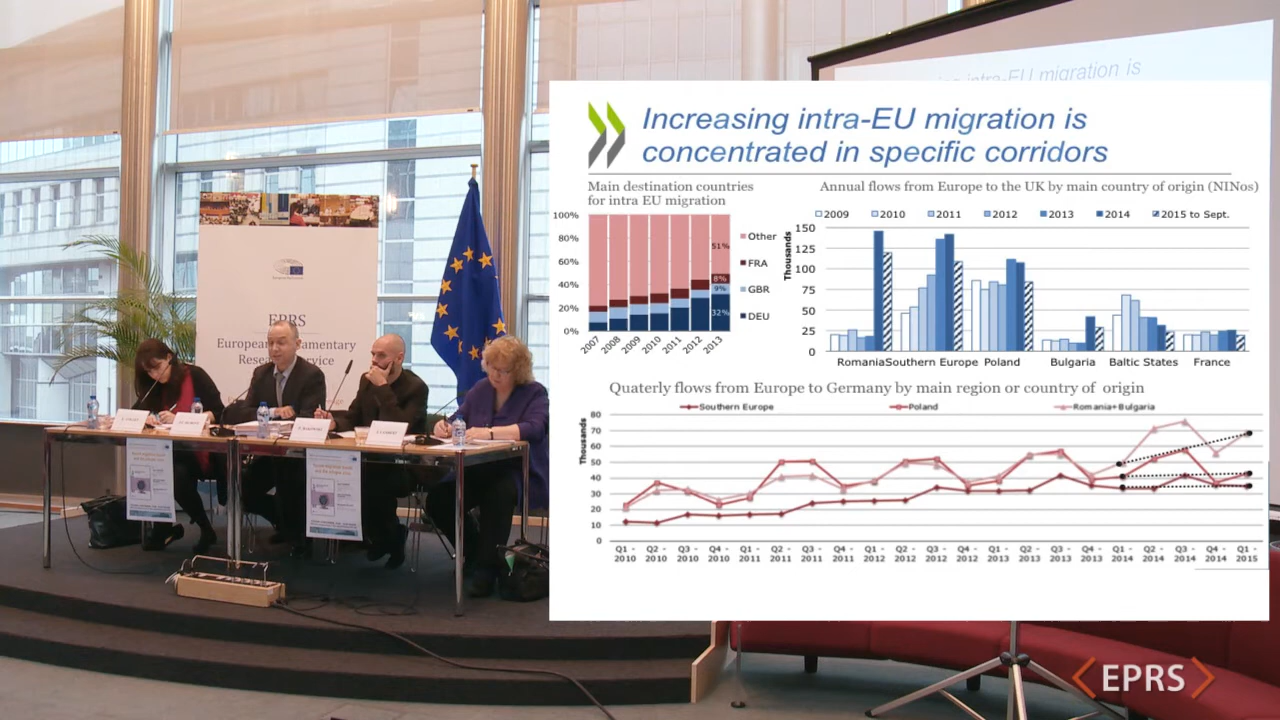 ing intra-EU migration is
Increasing intra-EU migration is
concentrated in specific corridors
Main destination countries
for intra EU migration
100%
80%
60%
40%
20%
0%
51%
8%
9%
32%
Other
FRA
GBR
DEU
2007 2008 2009 2010 2011 2012 2013
Annual flows from Europe to the UK by main country of origin (NINos)
2009 2010 2011 2012 2013 2014 2015 to Sept.
Thousands
150
125
100
75
50
25
0
Romania Southern Europe Poland Bulgaria Baltic States France
Quaterly flows from Europe to Germany by main region or country of origin
Southern Europe Poland Romania+Bulgaria
Thousands
80
70
60
50
40
30
20
10
0
Q1 - Q2 - Q3 - Q4 - Q1 - Q2 - Q3 - Q4 - Q1 - Q2 - Q3 - Q4 - Q1 - Q2 - Q3 - Q4 - Q1 - Q2 - Q3 - Q4 - Q1 -
2010 2010 2010 2010 2011 2011 2011 2011 2012 2012 2012 2012 2013 2013 2013 2013 2014 2014 2014 2014 2015
EPRS
European Parliamentary
Research Service
EPRS